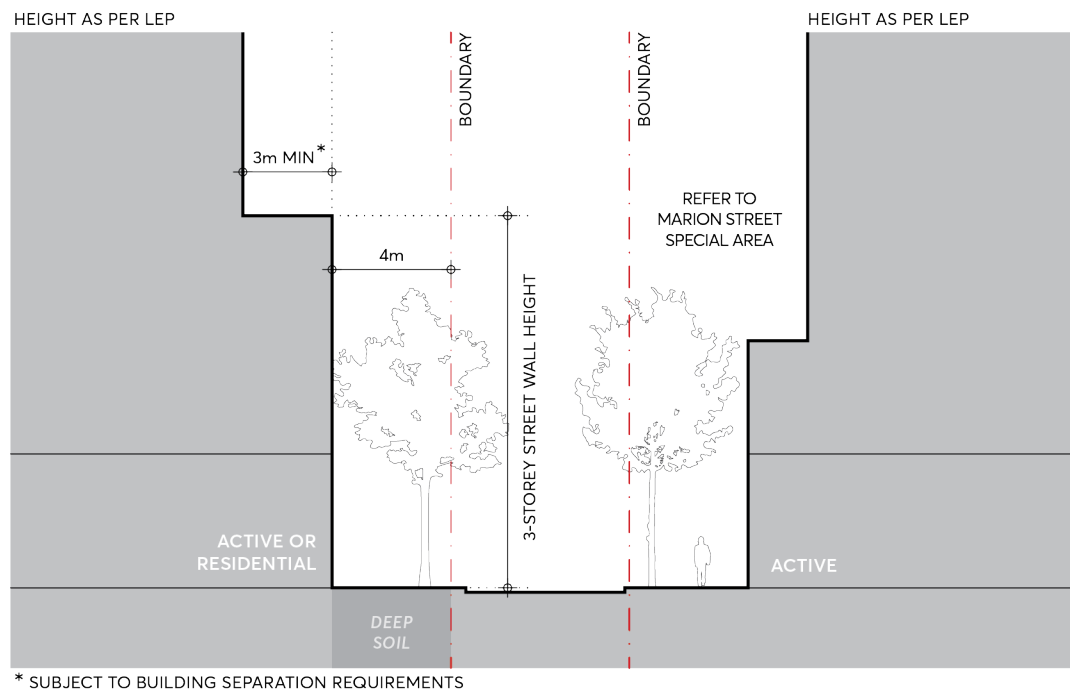 HEIGHT AS PER LEP
HEIGHT AS PER LEP
BOUNDARY
BOUNDARY
3m MIN*
REFER TO
MARION STREET
SPECIAL AREA
4m
3-STOREY STREET WALL HEIGHT
ACTIVE OR
RESIDENTIAL
ACTIVE
DEEP
SOIL
* SUBJECT TO BUILDING SEPARATION REQUIREMENTS